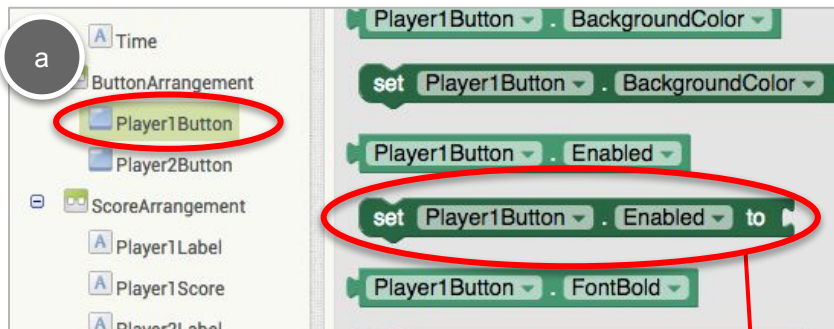 a
Time
ButtonArrangement
Player1Button
Player2Button
ScoreArrangement
Player1Label
Player1Score
Player2Label
Player1Button . BackgroundColor
set Player1Button . BackgroundColor
Player1Button . Enabled
set Player1Button . Enabled to
Player1Button . FontBold